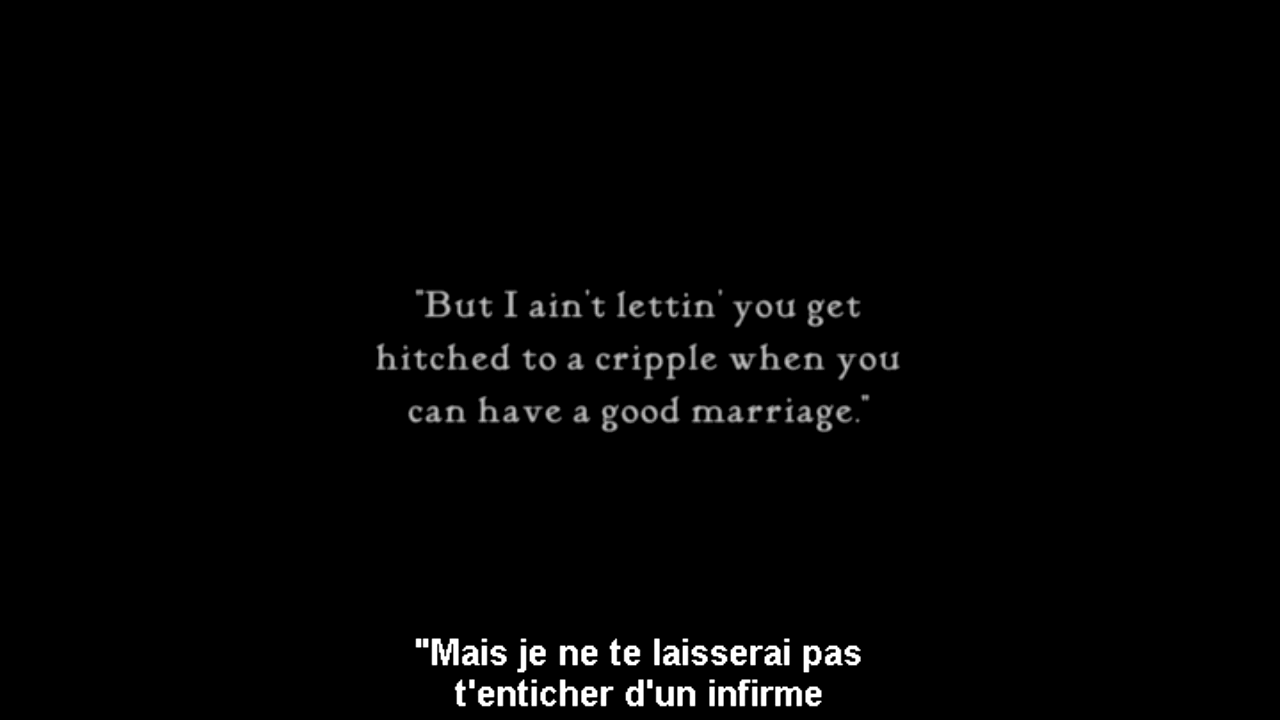 "But I ain't lettin' you get
hitched to a cripple when you
can have a good marriage."
"Mais je ne te laisserai pas
t'enticher d'un infirme